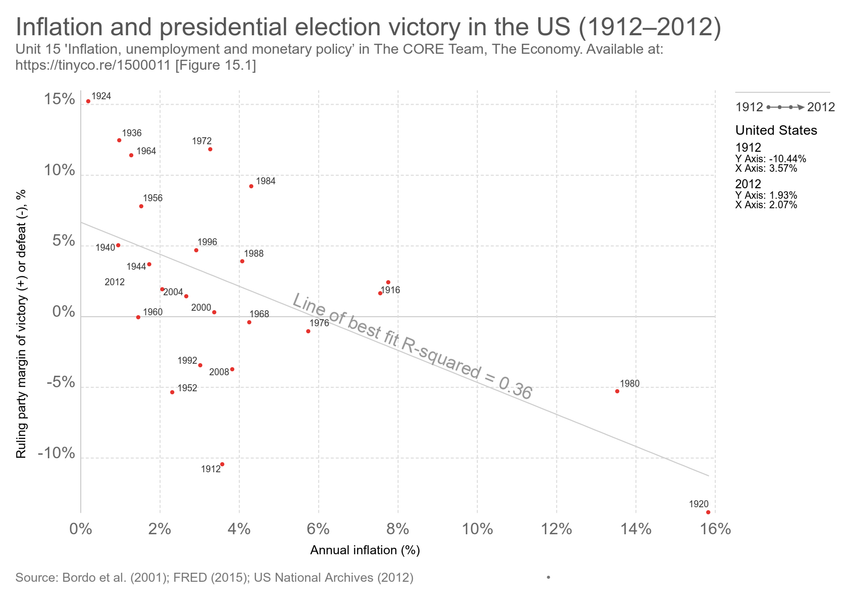 Inflation and presidential election victory in the US (1912–2012)
Unit 15 'Inflation, unemployment and monetary policy' in The CORE Team, The Economy. Available at:
https://tinyco.re/1500011 [Figure 15.1]
1912 2012
United States
1912
Y Axis: -10.44%
X Axis: 3.57%
2012
Y Axis: 1.93%
X Axis: 2.07%
Ruling party margin of victory (+) or defeat (-), %
15%
10%
5%
0%
-5%
-10%
1924
1936
1964
1972
1984
1956
1940
1996
1988
1944
2012
2004
1916
1960
2000
1968
1976
1992
2008
1952
1980
1912
1920
Line of best fit R-squared = 0.36
0% 2% 4% 6% 8% 10% 12% 14% 16%
Annual inflation (%)
Source: Bordo et al. (2001); FRED (2015); US National Archives (2012)